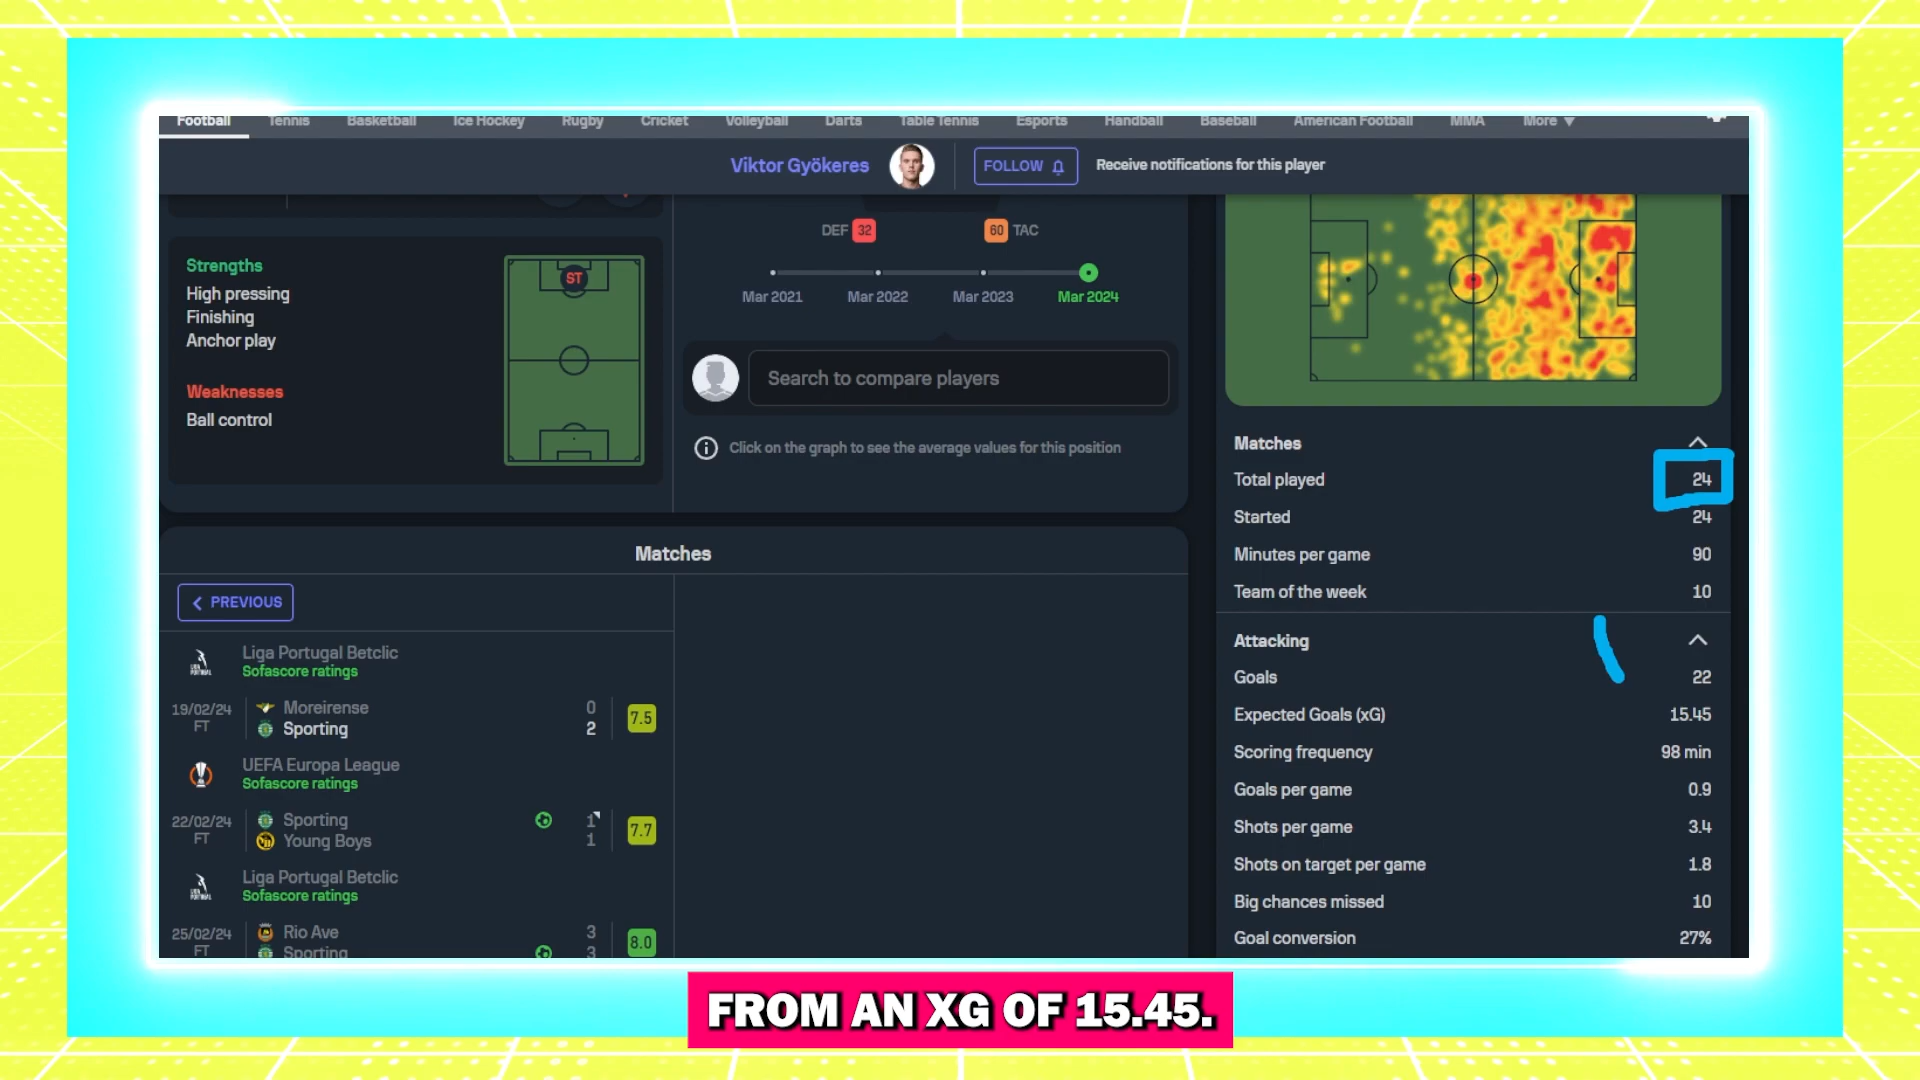 Football Tennis Basketball Ice Hockey Rugby Cricket Volleyball Darts Table Tennis Esports Handball Baseball American Football MMA More
Viktor Gyökeres FOLLOW Receive notifications for this player
DEF 32 60 TAC
Strengths
High pressing
Finishing
Anchor play
Weaknesses
Ball control
ST
Mar 2021 Mar 2022 Mar 2023 Mar 2024
Search to compare players
Click on the graph to see the average values for this position
Matches
PREVIOUS
Liga Portugal Betclic
Sofascore ratings
19/02/24 Moreirense 0
FT Sporting 2
7.5
UEFA Europa League
Sofascore ratings
22/02/24 Sporting 1
FT Young Boys 1
7.7
Liga Portugal Betclic
Sofascore ratings
25/02/24 Rio Ave 3
FT Sporting 3
8.0
Matches
Total played 24
Started 24
Minutes per game 90
Team of the week 10
Attacking
Goals 22
Expected Goals (xG) 15.45
Scoring frequency 98 min
Goals per game 0.9
Shots per game 3.4
Shots on target per game 1.8
Big chances missed 10
Goal conversion 27%
FROM AN XG OF 15.45.